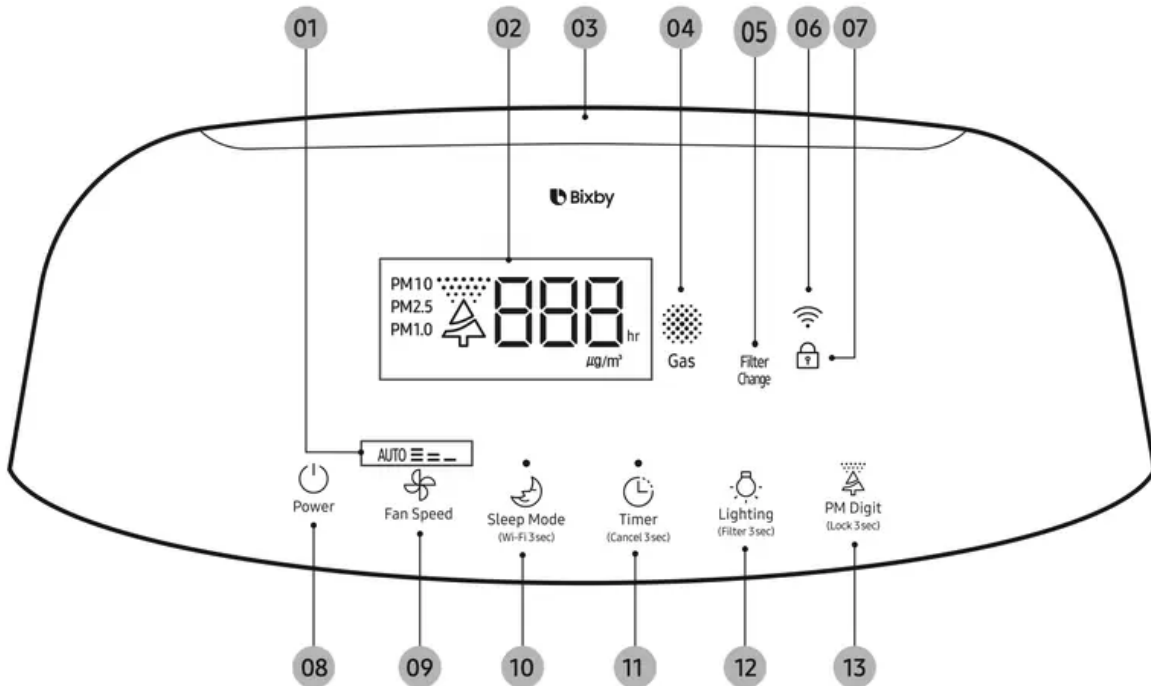 01
02
03
04
05
06
07
Bixby
PM10
PM2.5
PM1.0
888
hr
µg/m³
Gas
Filter
Change
AUTO
Power
Fan Speed
Sleep Mode
(Wi-Fi 3sec)
Timer
(Cancel 3sec)
Lighting
(Filter 3sec)
PM Digit
(Lock 3sec)
08
09
10
11
12
13